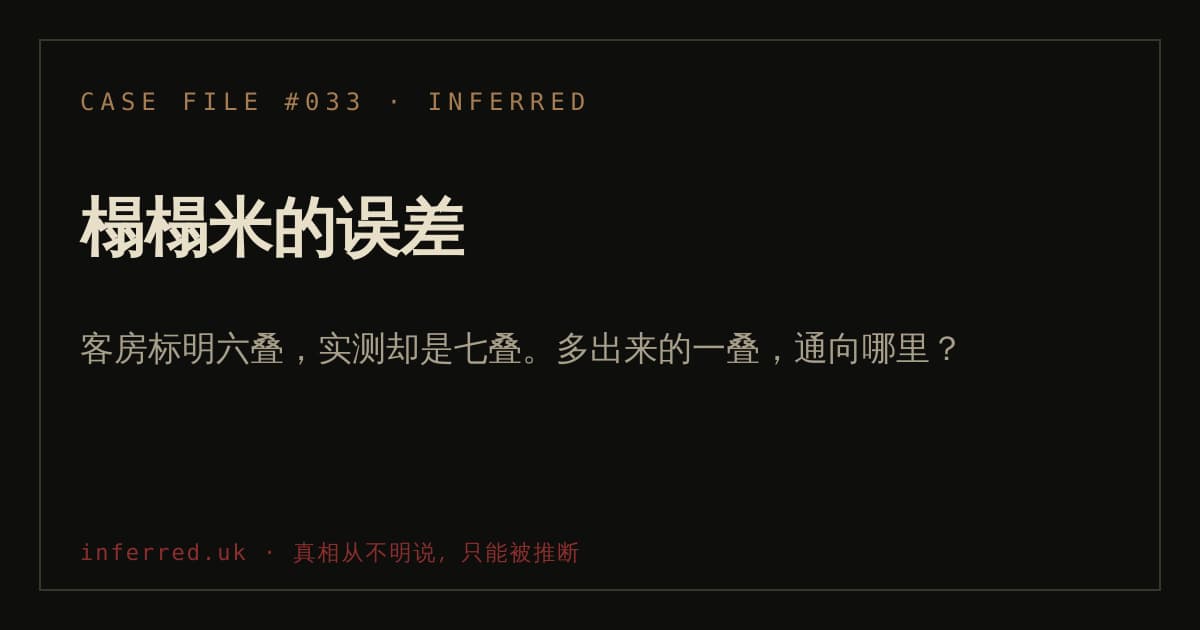 CASE FILE #033 · INFERRED
榻榻米的误差
客房标明六叠，实测却是七叠。多出来的一叠，通向哪里？
inferred.uk · 真相从不明说，只能被推断